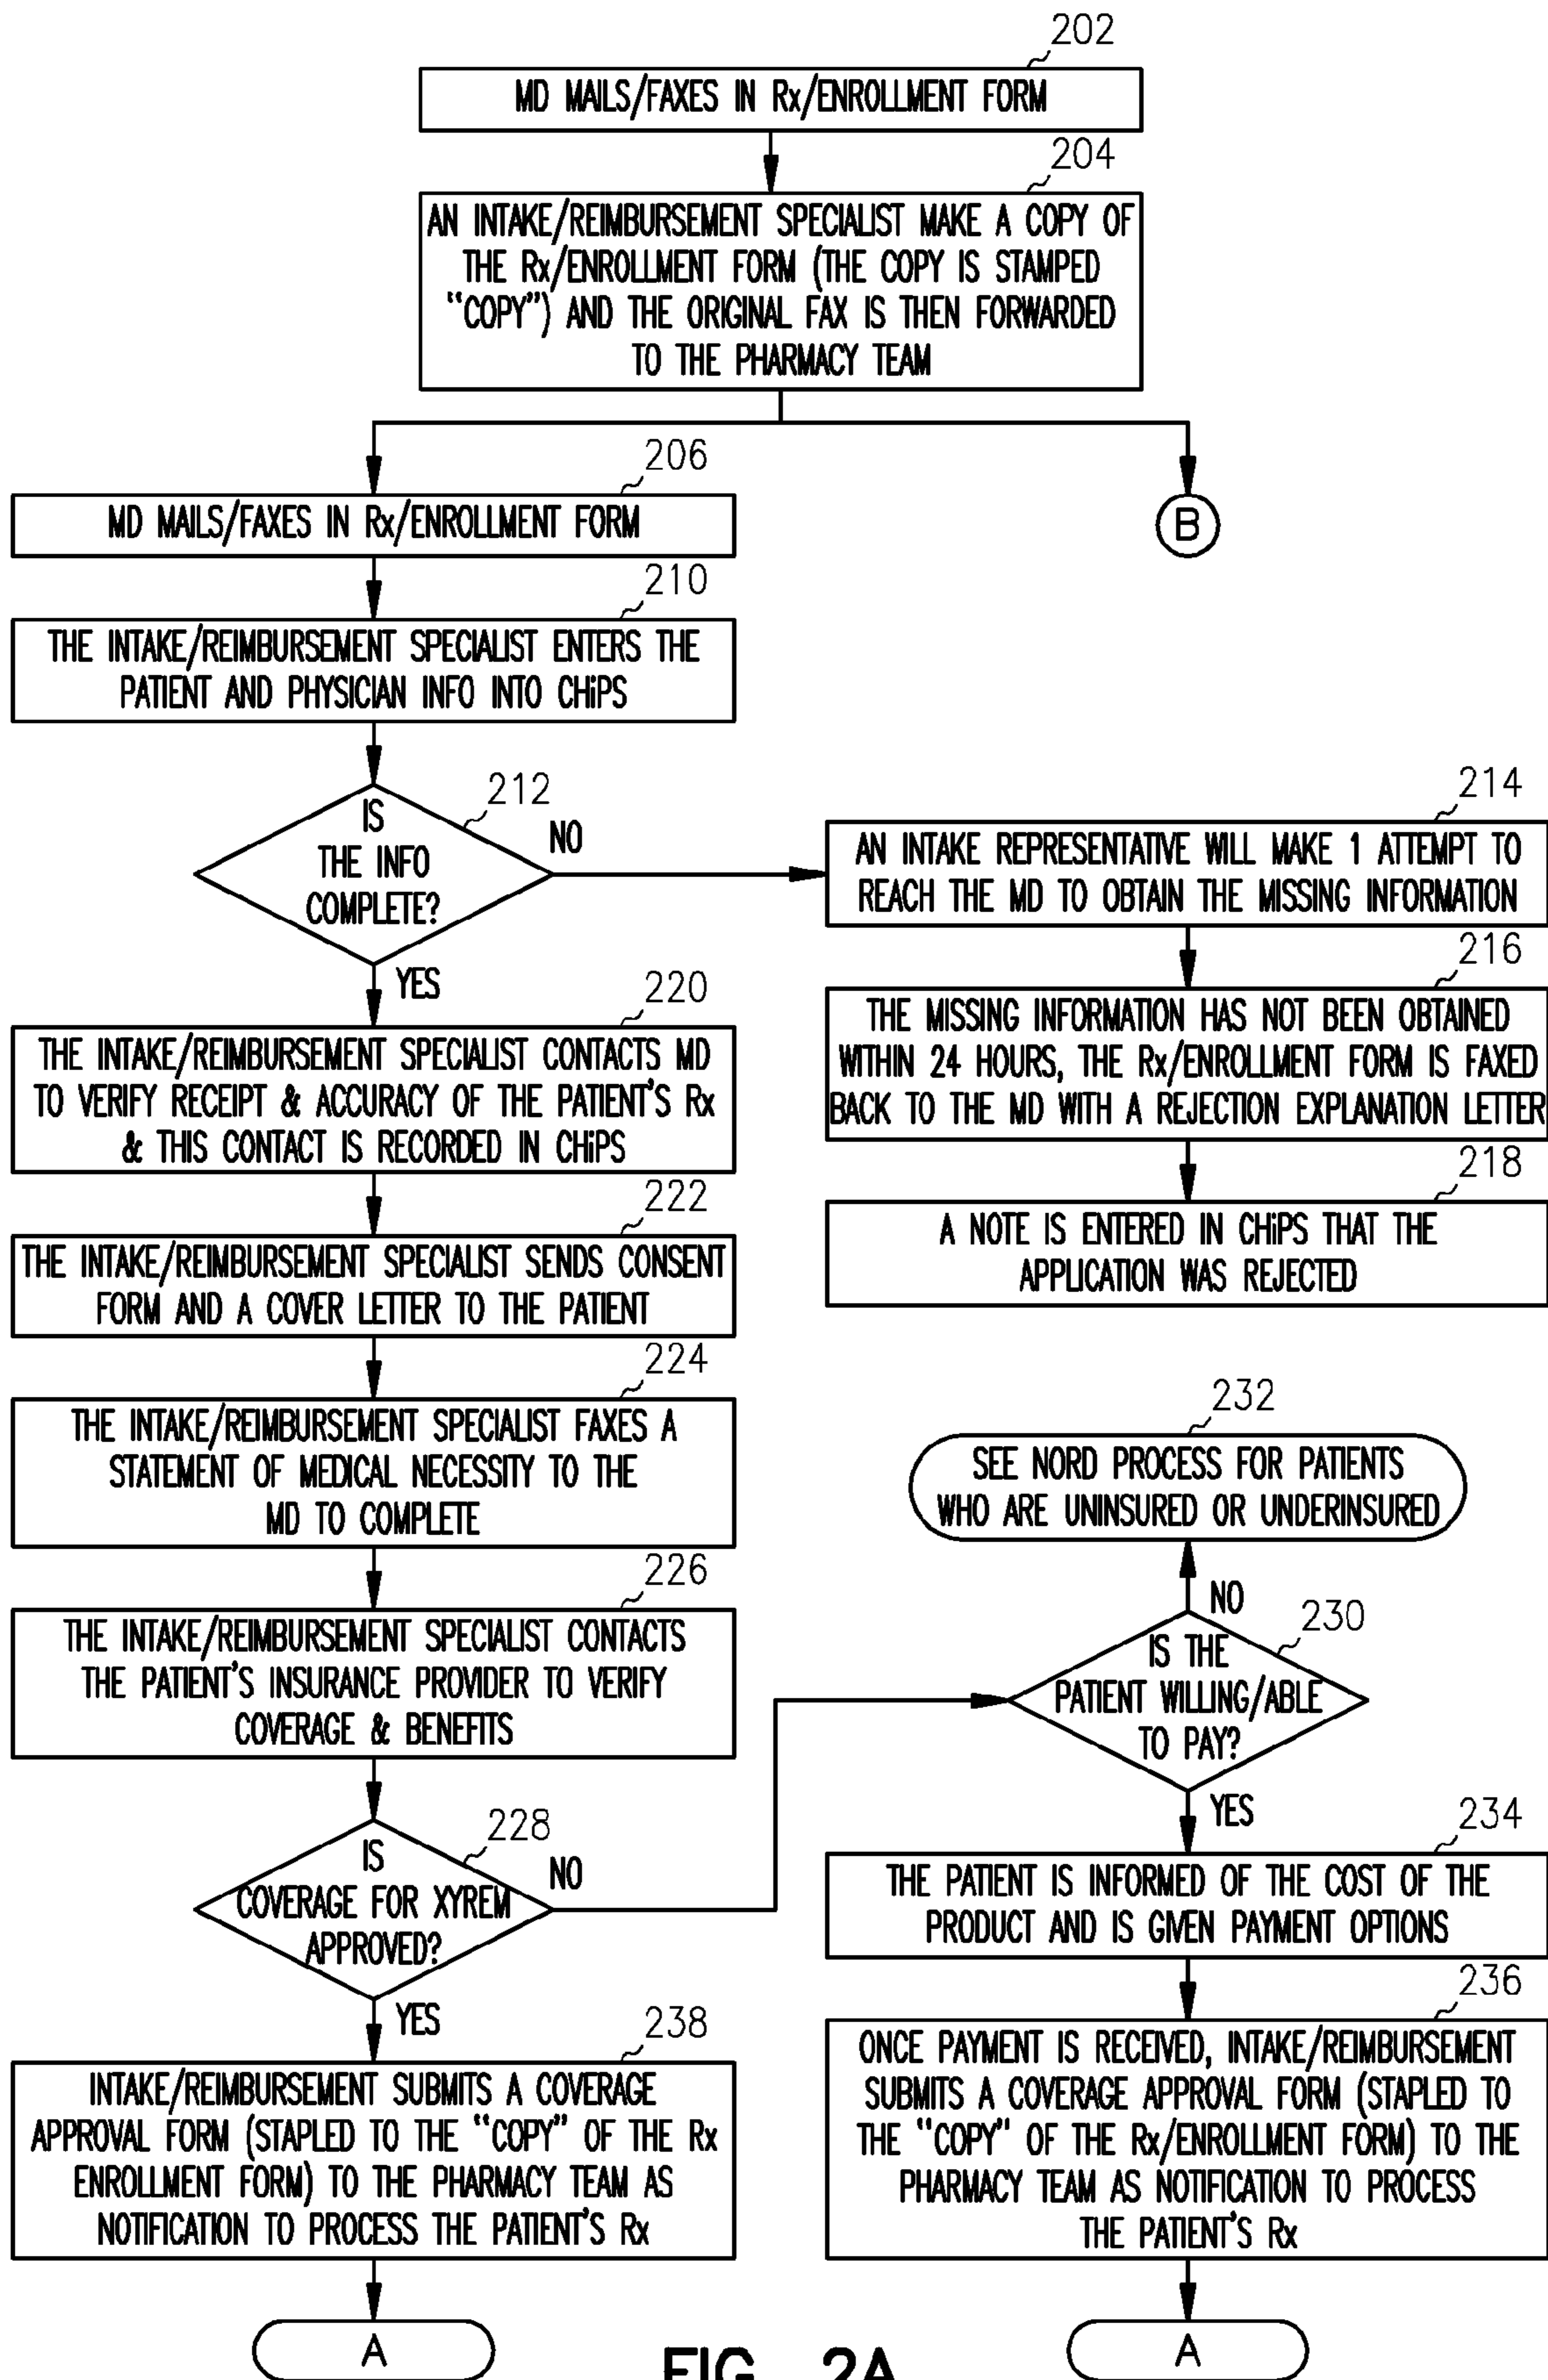 202
MD MAILS/FAXES IN Rx/ENROLLMENT FORM
204
AN INTAKE/REIMBURSEMENT SPECIALIST MAKE A COPY OF
THE Rx/ENROLLMENT FORM (THE COPY IS STAMPED
"COPY") AND THE ORIGINAL FAX IS THEN FORWARDED
TO THE PHARMACY TEAM
206
MD MAILS/FAXES IN Rx/ENROLLMENT FORM
B
210
THE INTAKE/REIMBURSEMENT SPECIALIST ENTERS THE
PATIENT AND PHYSICIAN INFO INTO CHiPS
212
IS
THE INFO
COMPLETE?
NO
YES
214
AN INTAKE REPRESENTATIVE WILL MAKE 1 ATTEMPT TO
REACH THE MD TO OBTAIN THE MISSING INFORMATION
216
THE MISSING INFORMATION HAS NOT BEEN OBTAINED
WITHIN 24 HOURS, THE Rx/ENROLLMENT FORM IS FAXED
BACK TO THE MD WITH A REJECTION EXPLANATION LETTER
218
A NOTE IS ENTERED IN CHiPS THAT THE
APPLICATION WAS REJECTED
220
THE INTAKE/REIMBURSEMENT SPECIALIST CONTACTS MD
TO VERIFY RECEIPT & ACCURACY OF THE PATIENT'S Rx
& THIS CONTACT IS RECORDED IN CHiPS
222
THE INTAKE/REIMBURSEMENT SPECIALIST SENDS CONSENT
FORM AND A COVER LETTER TO THE PATIENT
224
THE INTAKE/REIMBURSEMENT SPECIALIST FAXES A
STATEMENT OF MEDICAL NECESSITY TO THE
MD TO COMPLETE
226
THE INTAKE/REIMBURSEMENT SPECIALIST CONTACTS
THE PATIENT'S INSURANCE PROVIDER TO VERIFY
COVERAGE & BENEFITS
228
IS
COVERAGE FOR XYREM
APPROVED?
NO
YES
232
SEE NORD PROCESS FOR PATIENTS
WHO ARE UNINSURED OR UNDERINSURED
NO
230
IS THE
PATIENT WILLING/ABLE
TO PAY?
YES
234
THE PATIENT IS INFORMED OF THE COST OF THE
PRODUCT AND IS GIVEN PAYMENT OPTIONS
236
ONCE PAYMENT IS RECEIVED, INTAKE/REIMBURSEMENT
SUBMITS A COVERAGE APPROVAL FORM (STAPLED TO
THE "COPY" OF THE Rx/ENROLLMENT FORM) TO THE
PHARMACY TEAM AS NOTIFICATION TO PROCESS
THE PATIENT'S Rx
238
INTAKE/REIMBURSEMENT SUBMITS A COVERAGE
APPROVAL FORM (STAPLED TO THE "COPY" OF THE Rx
ENROLLMENT FORM) TO THE PHARMACY TEAM AS
NOTIFICATION TO PROCESS THE PATIENT'S Rx
A
A
FIG. 2A